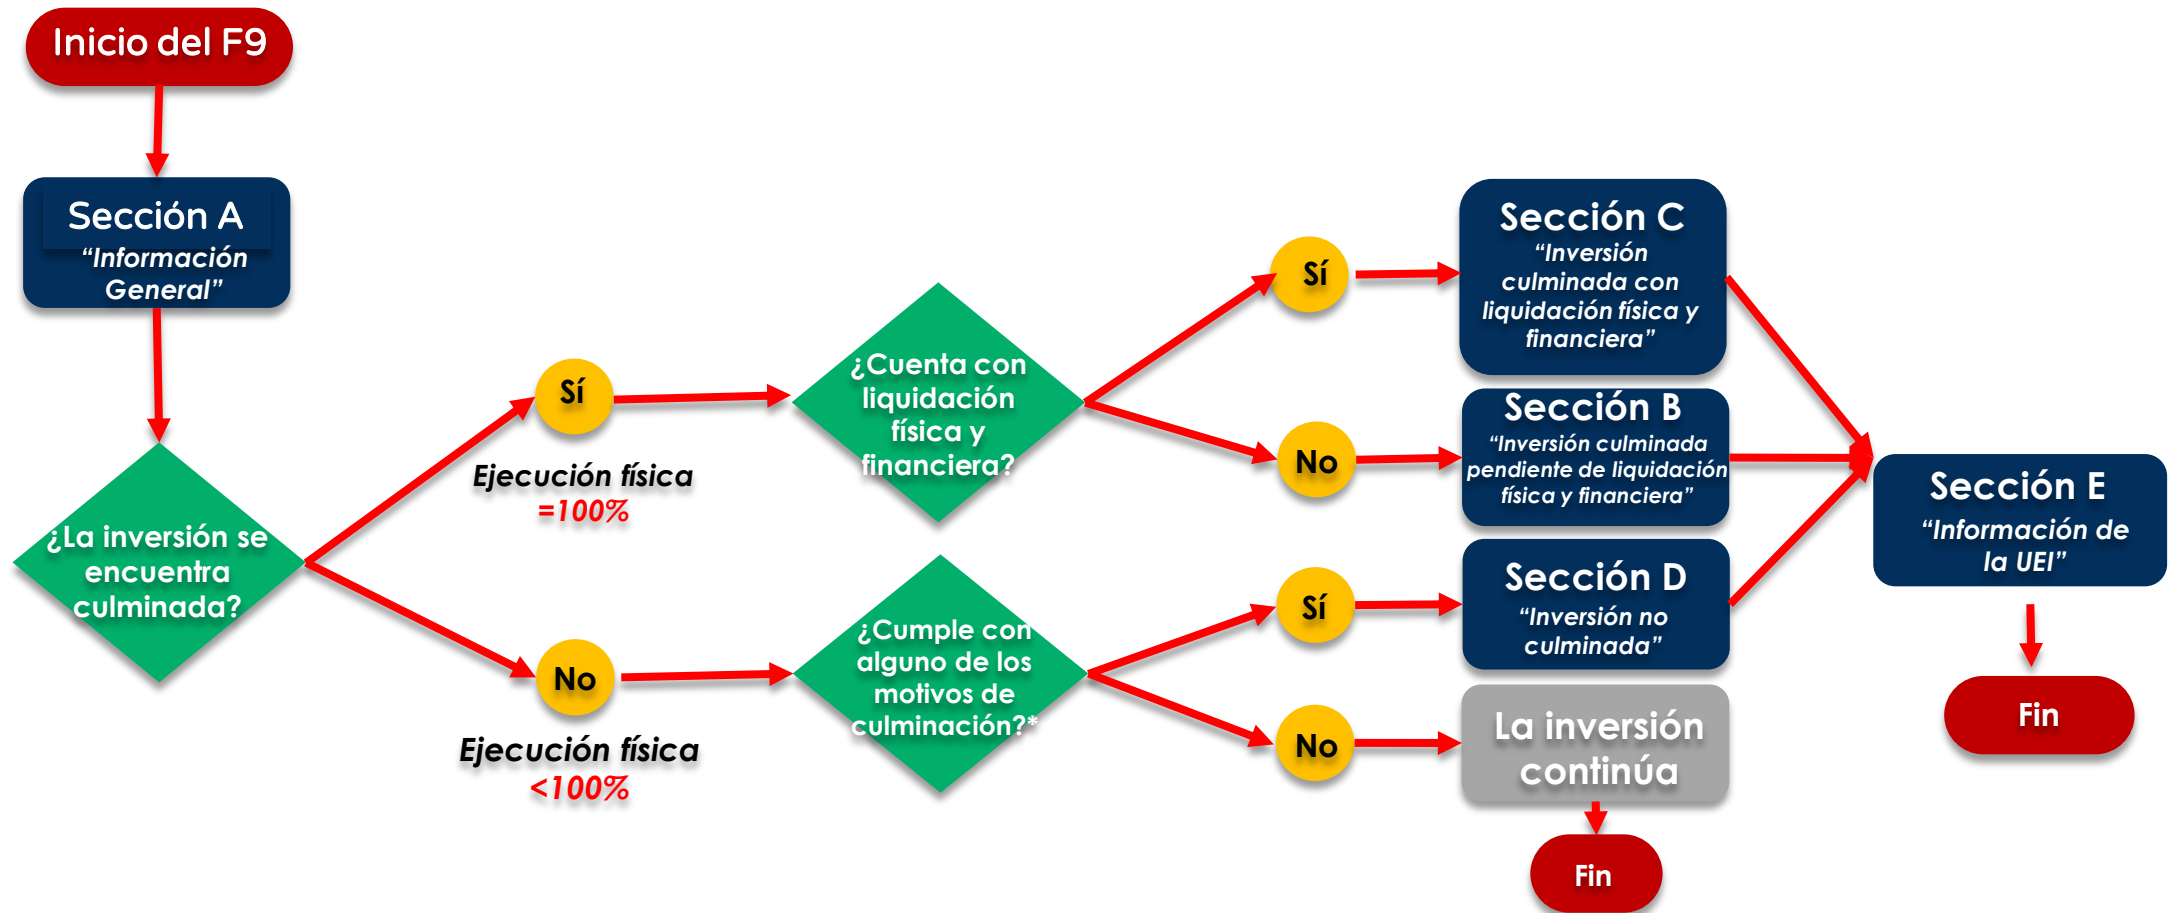 Inicio del F9
Sección A
“Información
General”
¿La inversión se
encuentra
culminada?
Sí
Ejecución física
=100%
No
Ejecución física
<100%
¿Cuenta con
liquidación
física y
financiera?
¿Cumple con
alguno de los
motivos de
culminación?*
Sí
No
Sí
No
Sección C
“Inversión
culminada con
liquidación física y
financiera”
Sección B
“Inversión culminada
pendiente de liquidación
física y financiera”
Sección D
“Inversión no
culminada”
La inversión
continúa
Fin
Sección E
“Información de
la UEI”
Fin